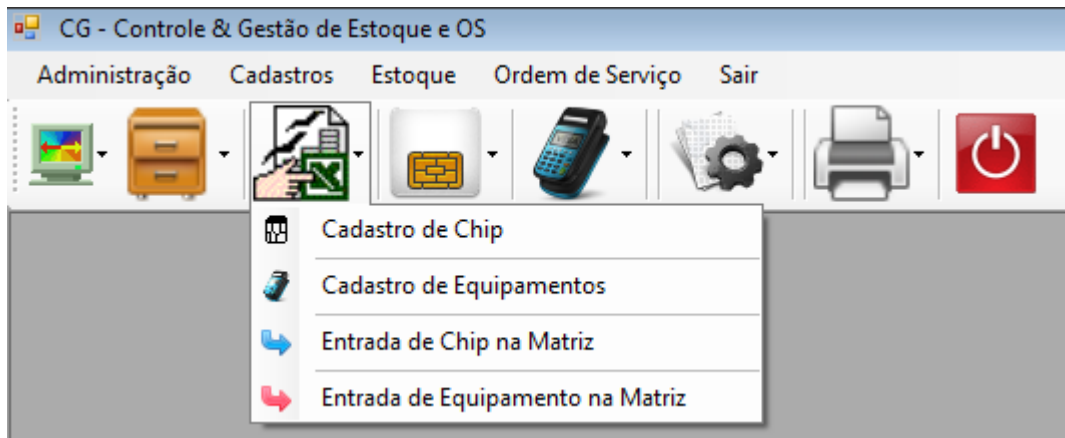 CG - Controle & Gestão de Estoque e OS
Administração Cadastros Estoque Ordem de Serviço Sair
Cadastro de Chip
Cadastro de Equipamentos
Entrada de Chip na Matriz
Entrada de Equipamento na Matriz